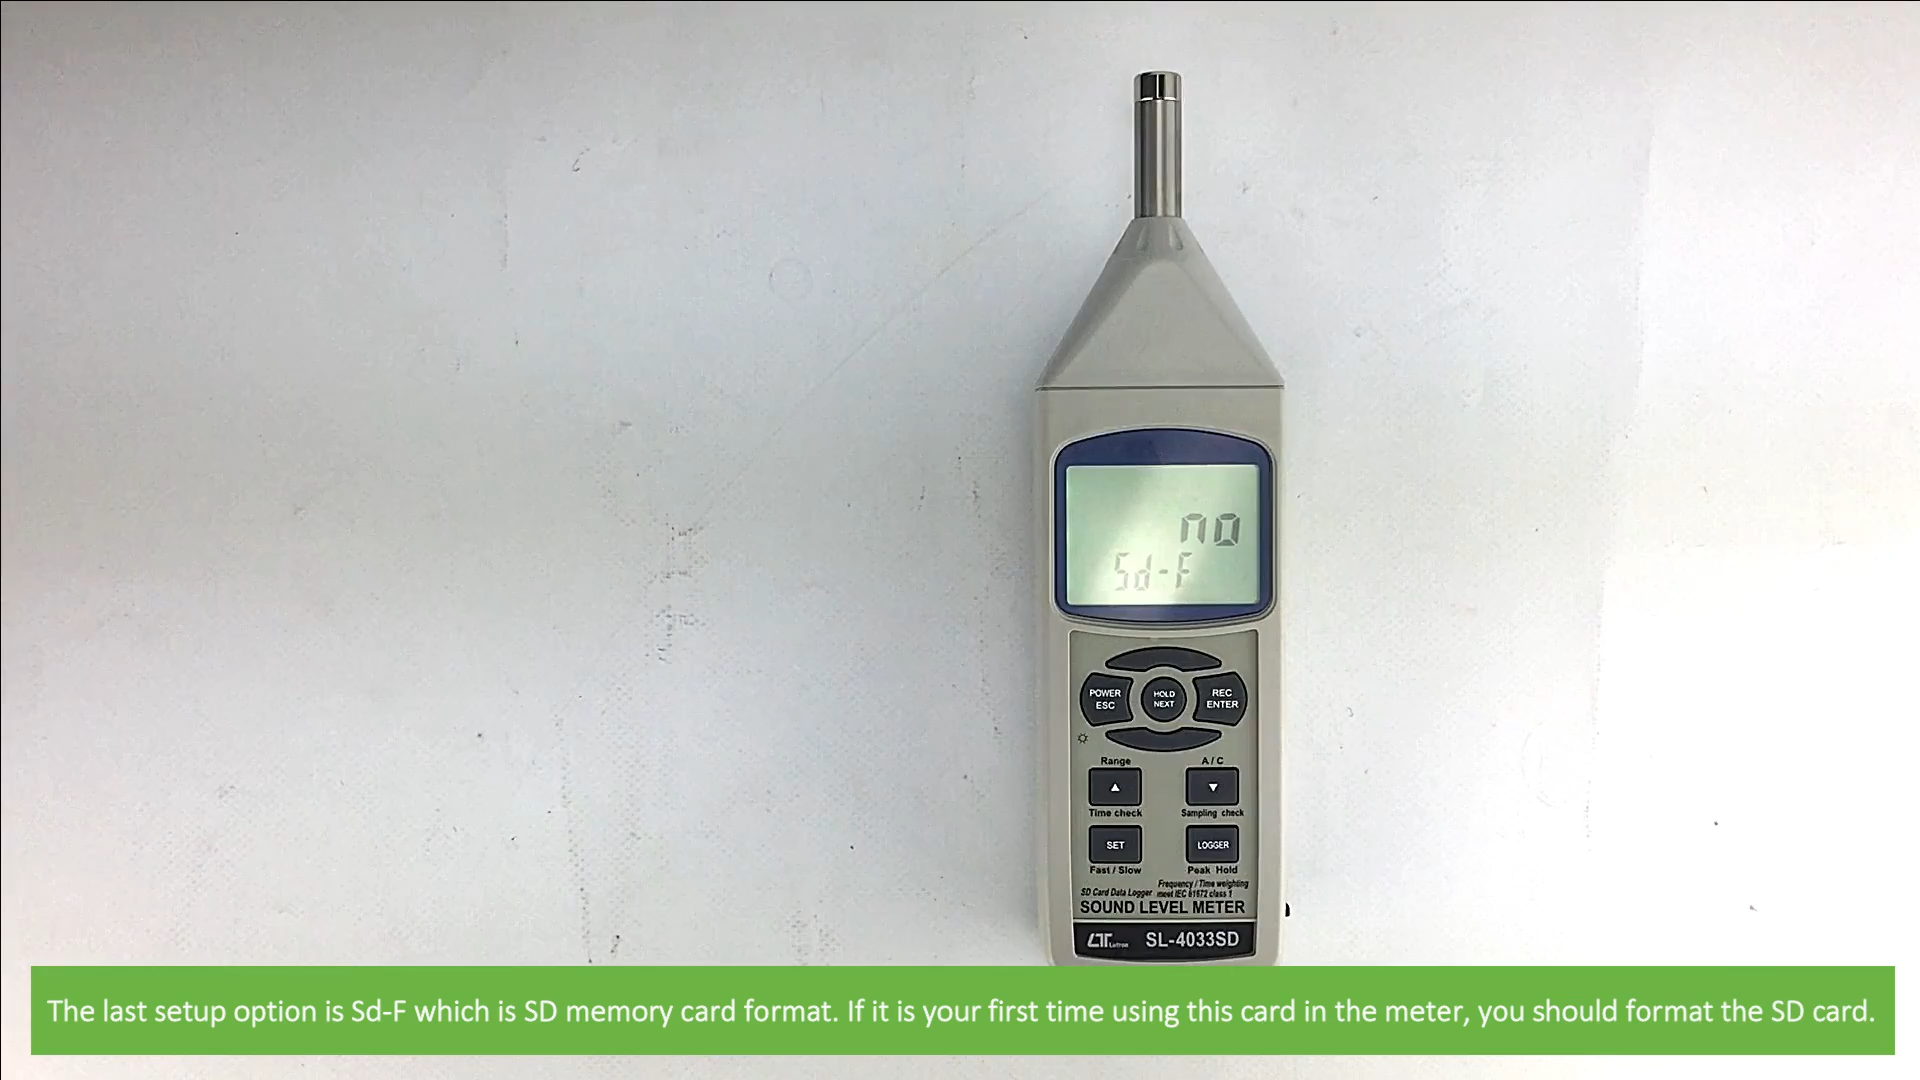 no
Sd-F
POWER
ESC
HOLD
NEXT
REC
ENTER
Range
A/C
Time check
Sampling check
SET
LOGGER
Fast / Slow
Peak Hold
Frequency / Time weighting
SD Card Data Logger meet IEC 61672 class 1
SOUND LEVEL METER
LT Lutron SL-4033SD
The last setup option is Sd-F which is SD memory card format. If it is your first time using this card in the meter, you should format the SD card.